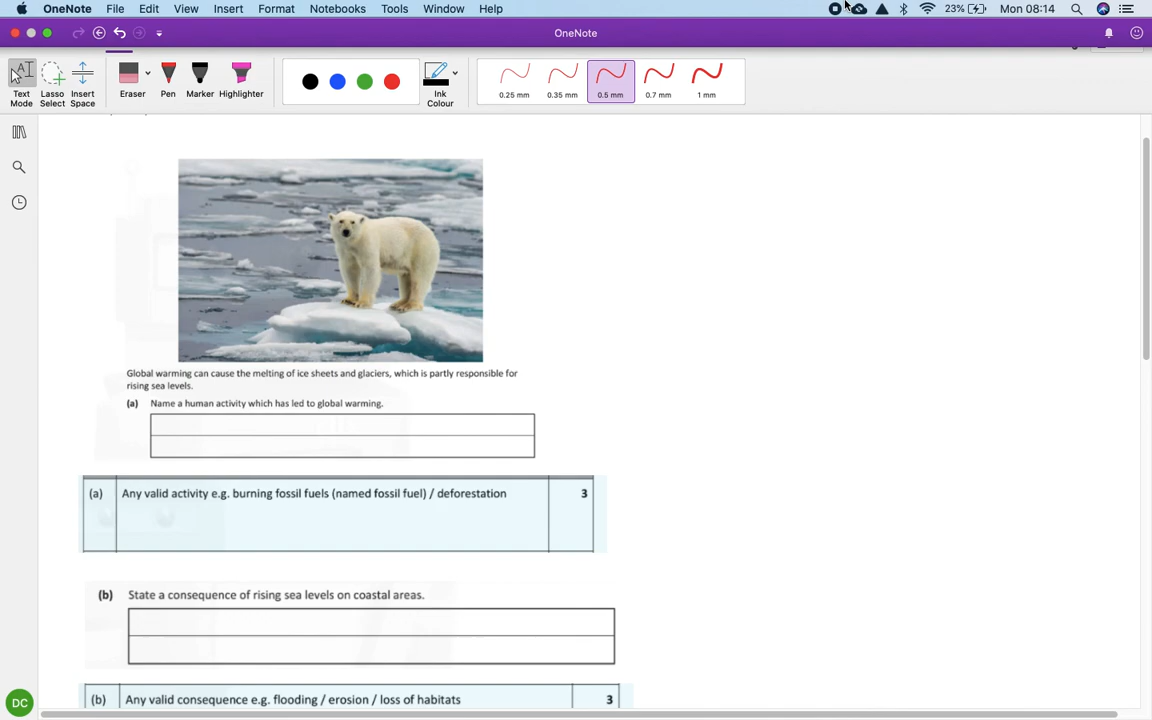 OneNote File Edit View Insert Format Notebooks Tools Window Help 23% Mon 08:14
OneNote
Text Mode
Lasso Select
Insert Space
Eraser
Pen
Marker
Highlighter
Ink Colour
0.25 mm
0.35 mm
0.5 mm
0.7 mm
1 mm
Global warming can cause the melting of ice sheets and glaciers, which is partly responsible for
rising sea levels.
(a) Name a human activity which has led to global warming.
(a) Any valid activity e.g. burning fossil fuels (named fossil fuel) / deforestation 3
(b) State a consequence of rising sea levels on coastal areas.
(b) Any valid consequence e.g. flooding / erosion / loss of habitats 3
DC